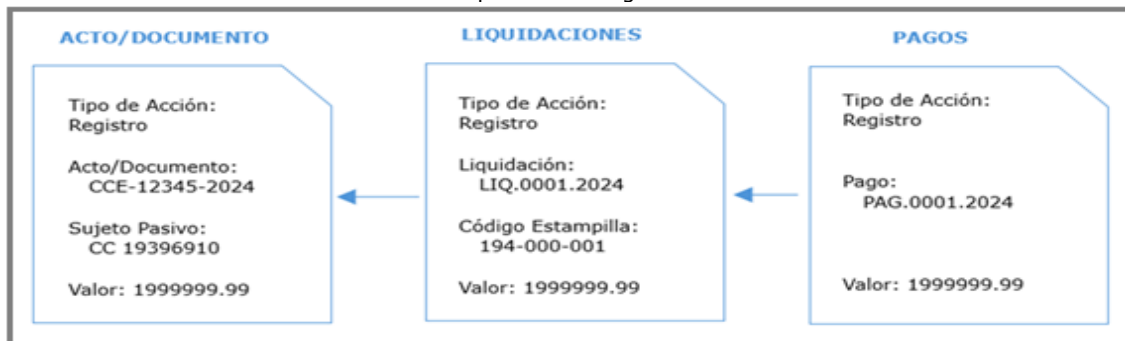 ACTO/DOCUMENTO
Tipo de Acción:
Registro
Acto/Documento:
CCE-12345-2024
Sujeto Pasivo:
CC 19396910
Valor: 1999999.99
LIQUIDACIONES
Tipo de Acción:
Registro
Liquidación:
LIQ.0001.2024
Código Estampilla:
194-000-001
Valor: 1999999.99
PAGOS
Tipo de Acción:
Registro
Pago:
PAG.0001.2024
Valor: 1999999.99